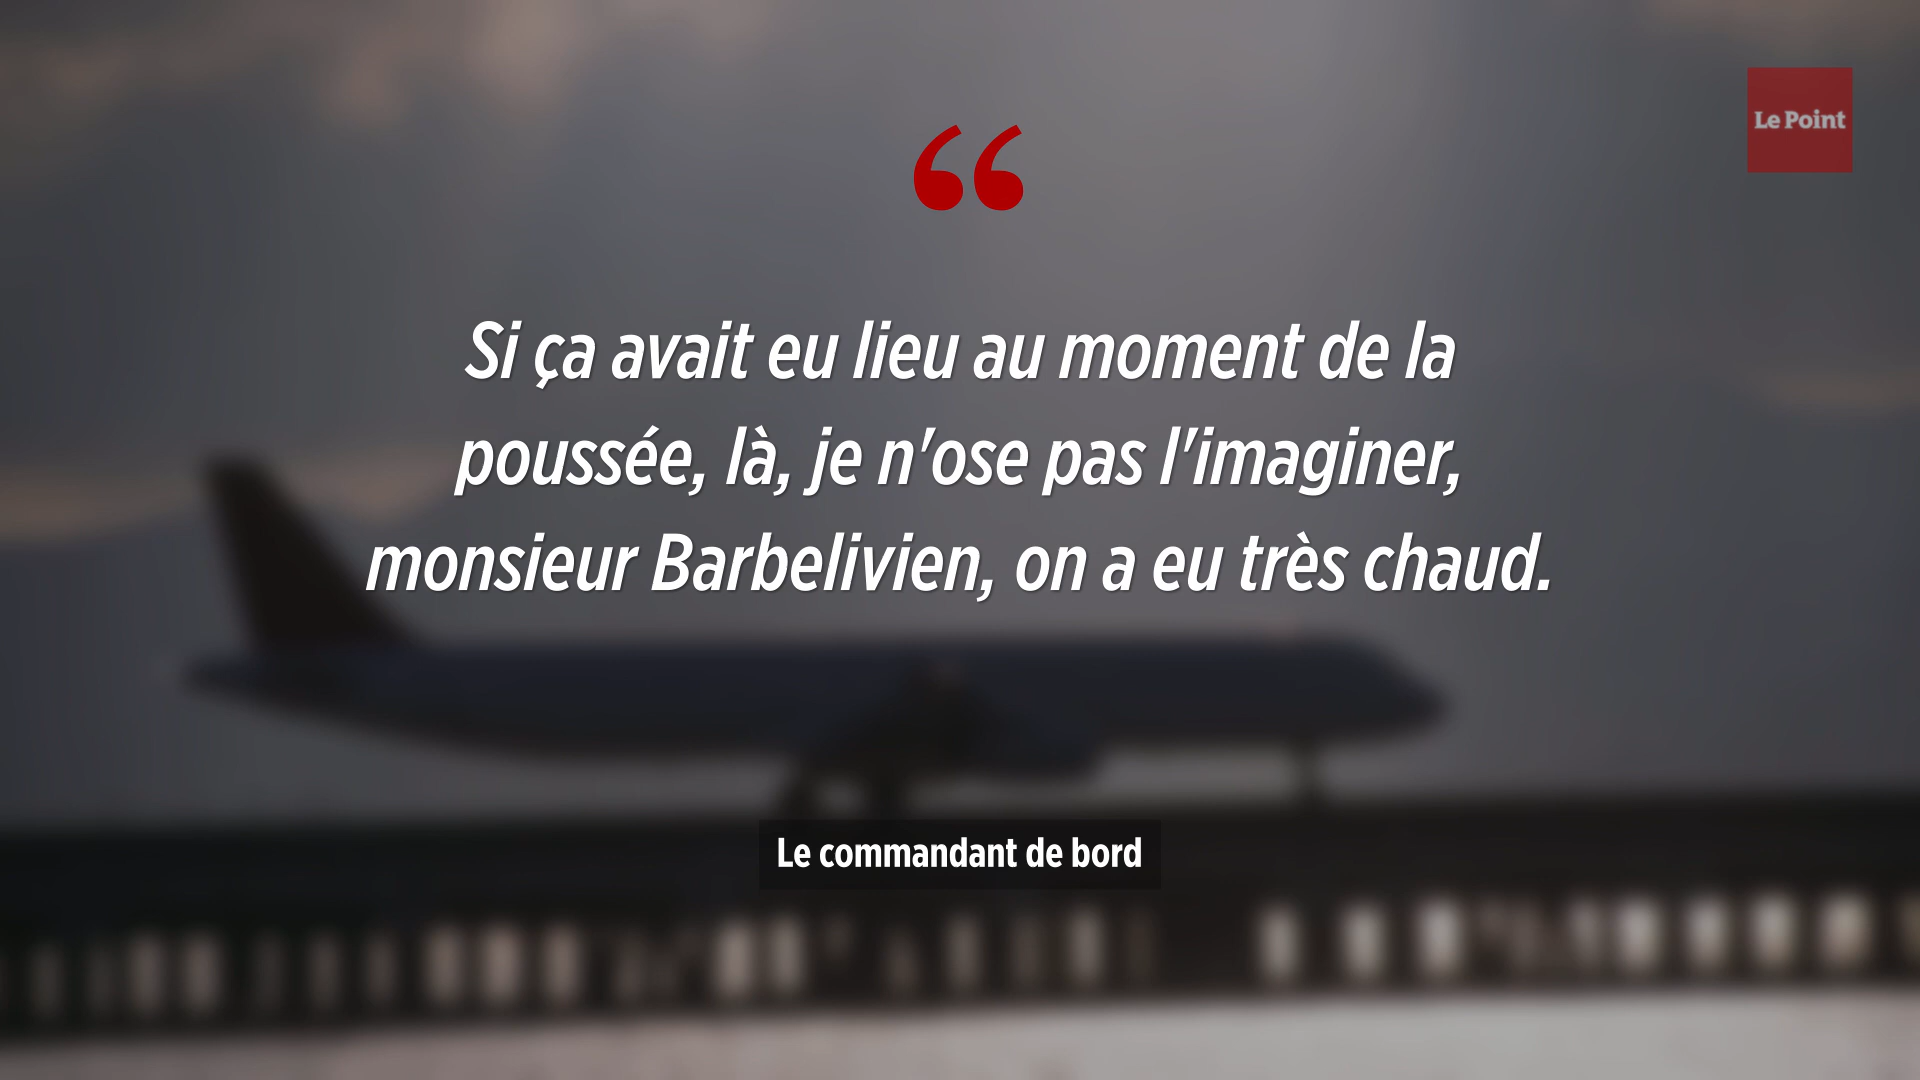 Le Point
“
Si ça avait eu lieu au moment de la
poussée, là, je n'ose pas l'imaginer,
monsieur Barbelivien, on a eu très chaud.
Le commandant de bord